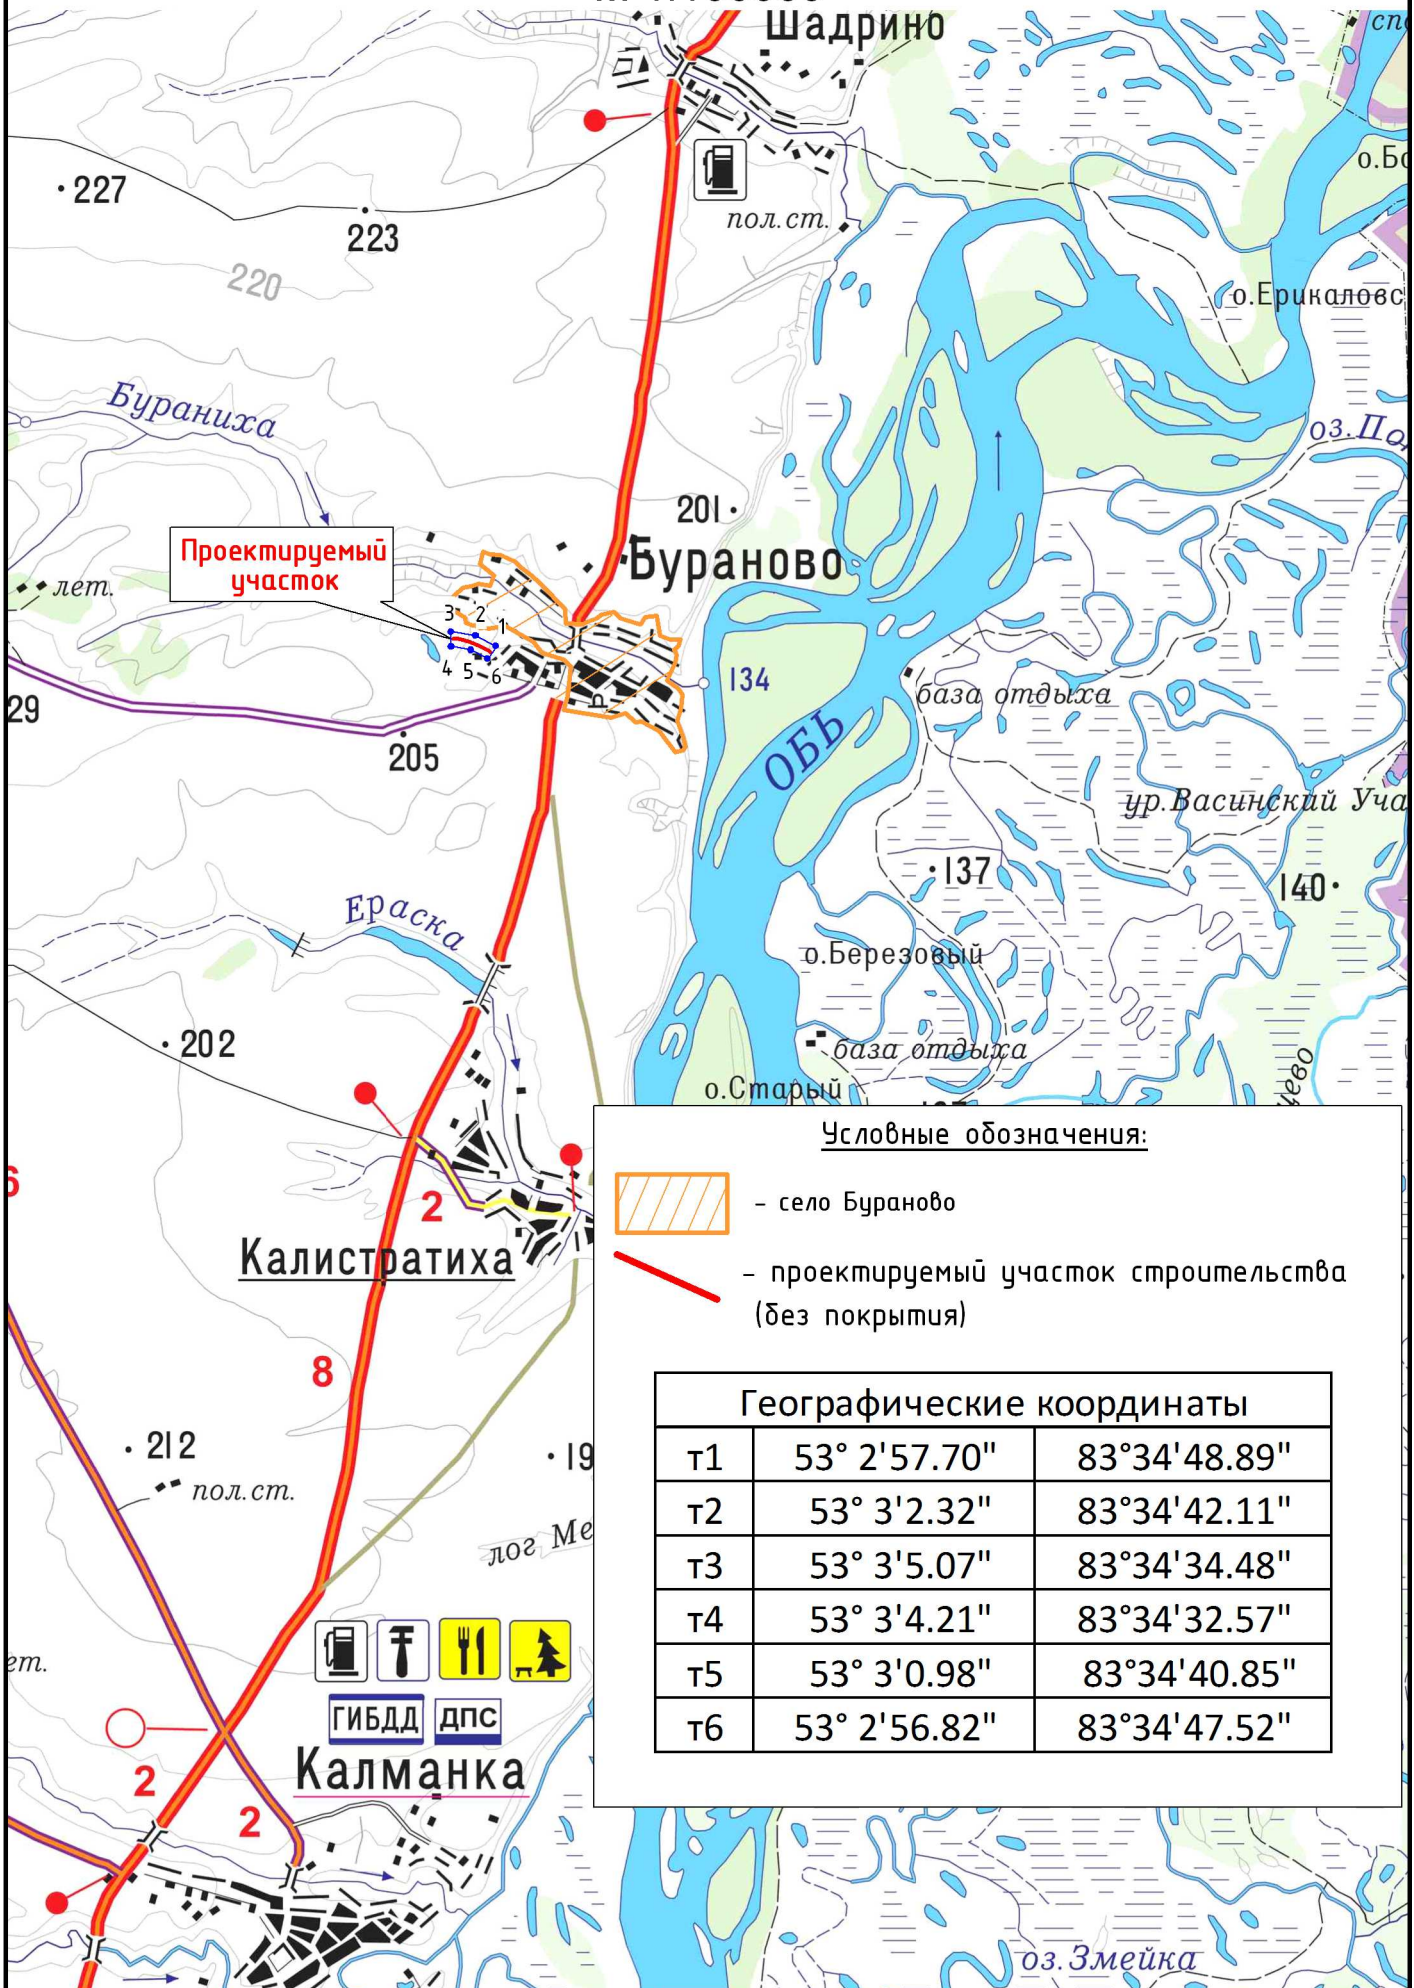 Шадрино
227
223
220
пол.ст.
о.Ерикаловс
Бураниха
201
Проектируемый
участок
Бураново
лет.
3
2
1
4
5
6
134
29
база отдыха
205
ОБЬ
ур.Васинский Уча
137
140
Ераска
о.Березовый
202
база отдыха
о.Старый
Условные обозначения:
- село Бураново
2
Калистратиха
- проектируемый участок строительства
(без покрытия)
8
Географические координаты
т1 53° 2'57.70" 83°34'48.89"
т2 53° 3'2.32" 83°34'42.11"
т3 53° 3'5.07" 83°34'34.48"
т4 53° 3'4.21" 83°34'32.57"
т5 53° 3'0.98" 83°34'40.85"
т6 53° 2'56.82" 83°34'47.52"
212
пол.ст.
19
лог Ме
ет.
ГИБДД
ДПС
Калманка
2
2
оз.Змейка